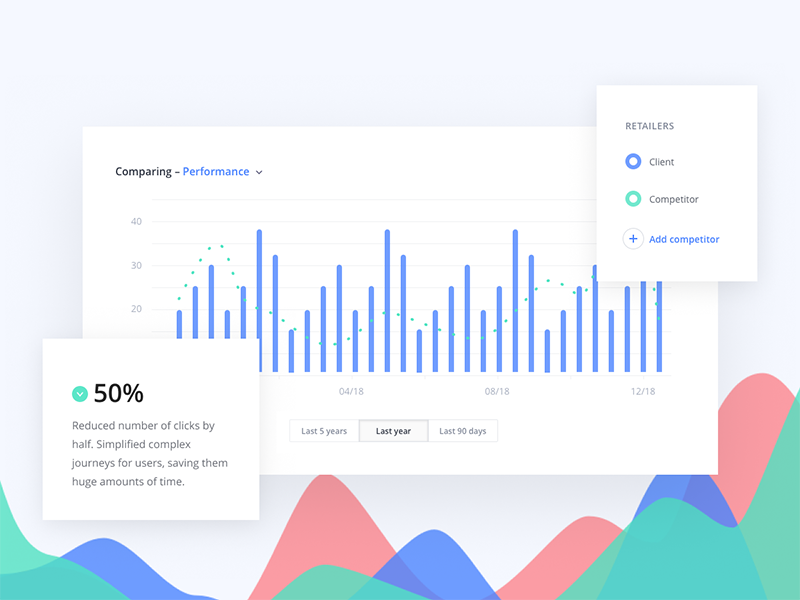 RETAILERS
Client
Competitor
+ Add competitor
Comparing – Performance
40
30
20
04/18
08/18
12/18
Last 5 years
Last year
Last 90 days
50%
Reduced number of clicks by
half. Simplified complex
journeys for users, saving them
huge amounts of time.